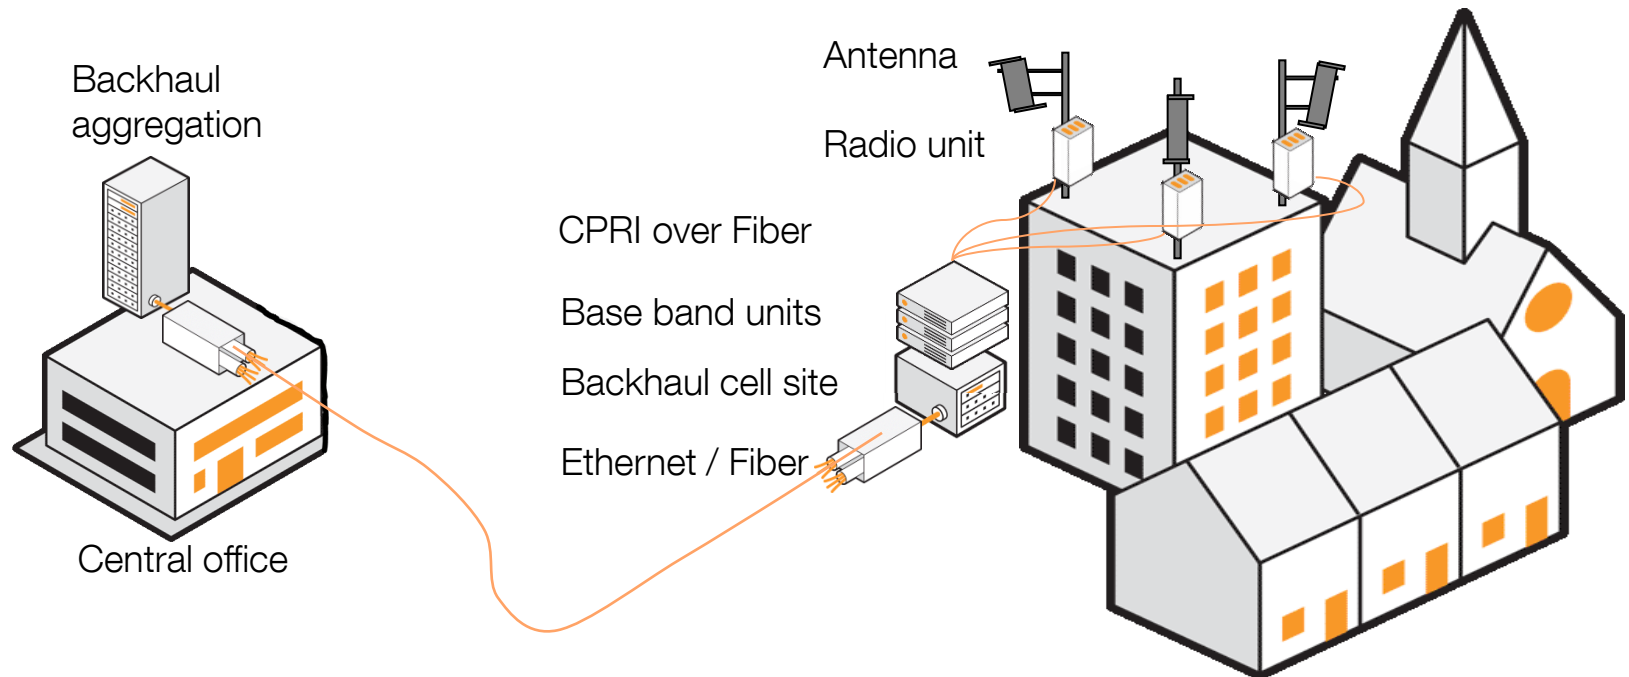 Backhaul
aggregation
Central office
Antenna
Radio unit
CPRI over Fiber
Base band units
Backhaul cell site
Ethernet / Fiber